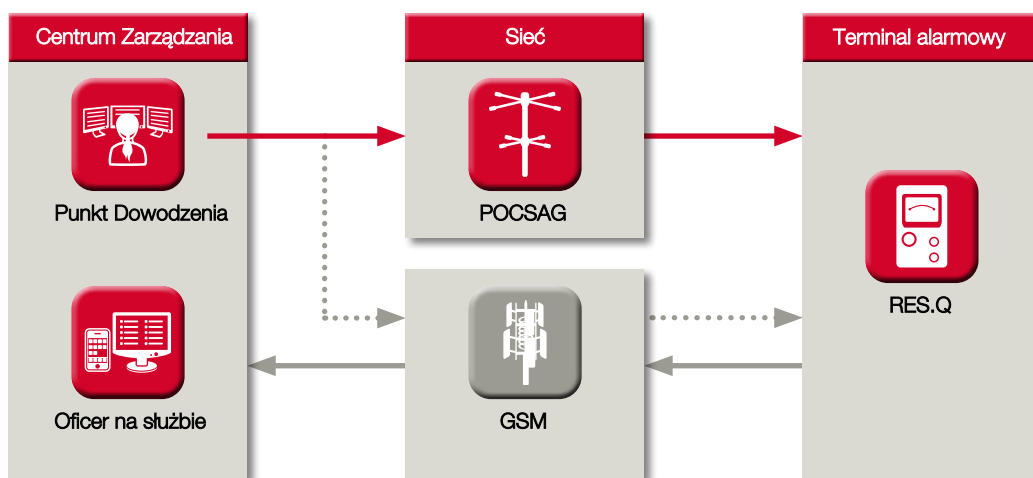 Centrum Zarządzania
Sieć
Terminal alarmowy
Punkt Dowodzenia
POCSAG
RES.Q
Oficer na służbie
GSM